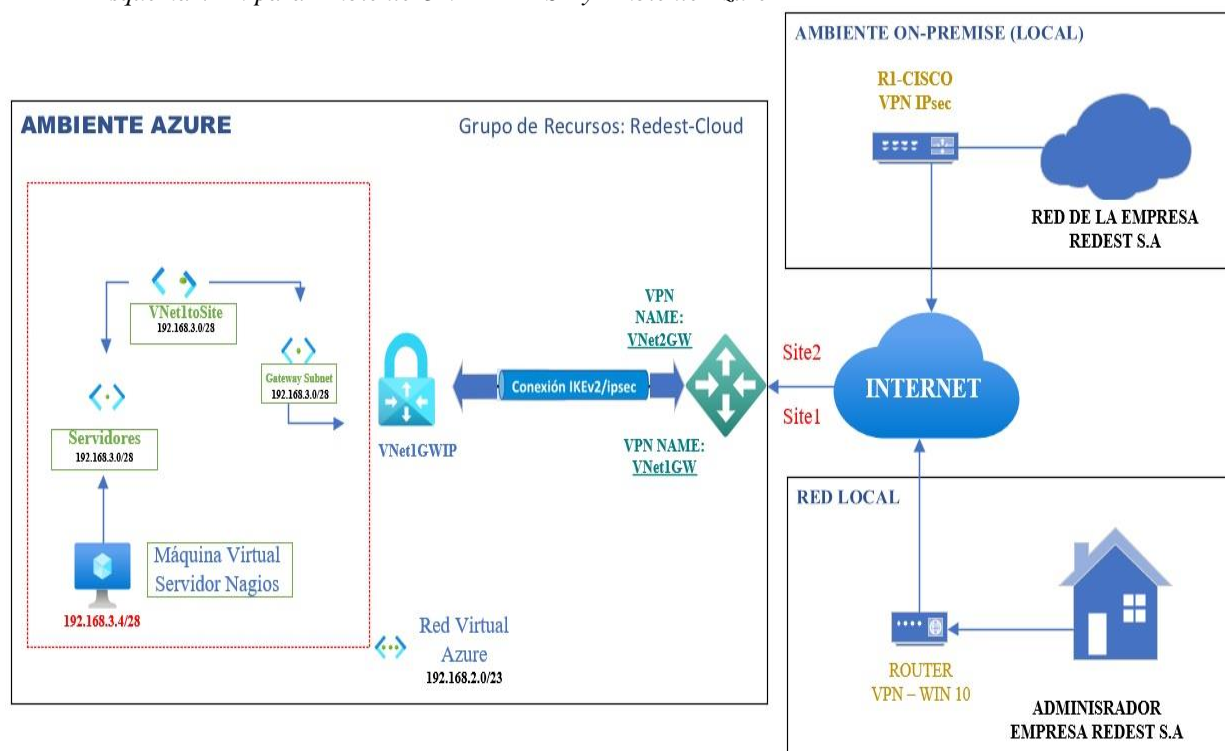 AMBIENTE ON-PREMISE (LOCAL)
R1-CISCO
VPN IPsec
RED DE LA EMPRESA
REDEST S.A
AMBIENTE AZURE
Grupo de Recursos: Redest-Cloud
VNet1toSite
192.168.3.0/28
Gateway Subnet
192.168.3.0/28
Servidores
192.168.3.0/28
Máquina Virtual
Servidor Nagios
192.168.3.4/28
Red Virtual
Azure
192.168.2.0/23
VNet1GWIP
Conexión IKEv2/ipsec
VPN
NAME:
VNet2GW
VPN NAME:
VNet1GW
Site2
Site1
INTERNET
RED LOCAL
ROUTER
VPN – WIN 10
ADMINISRADOR
EMPRESA REDEST S.A